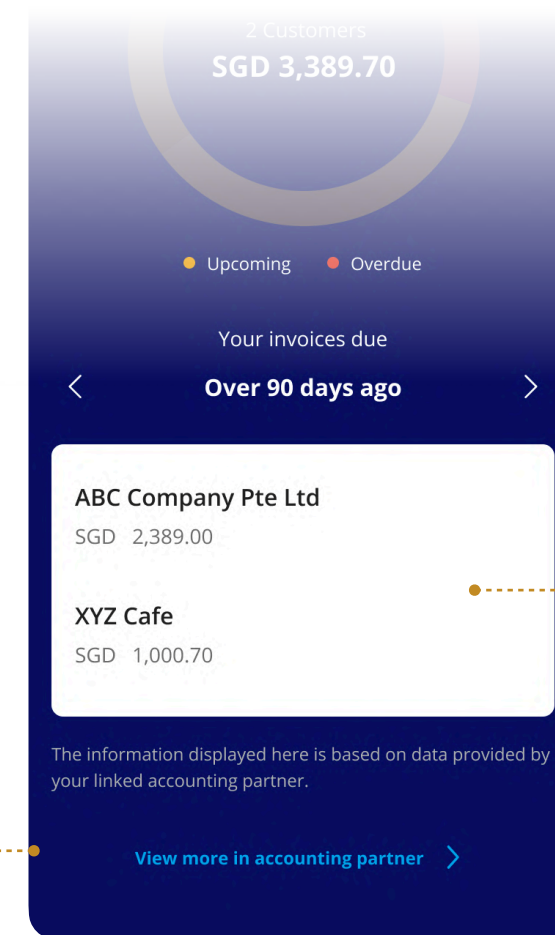 2 Customers
SGD 3,389.70
Upcoming Overdue
Your invoices due
Over 90 days ago
ABC Company Pte Ltd
SGD 2,389.00
XYZ Cafe
SGD 1,000.70
The information displayed here is based on data provided by
your linked accounting partner.
View more in accounting partner